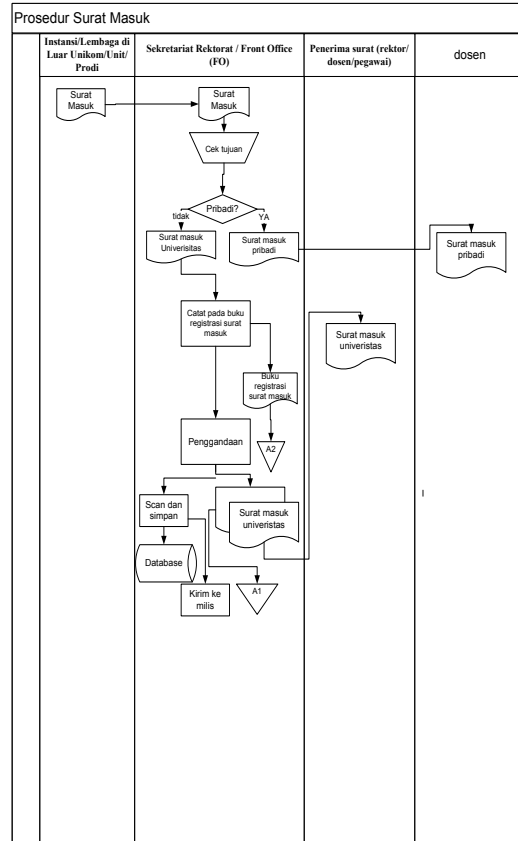 Prosedur Surat Masuk
Instansi/Lembaga di
Luar Unikom/Unit/
Prodi
Sekretariat Rektorat / Front Office
(FO)
Penerima surat (rektor/
dosen/pegawai)
dosen
Surat
Masuk
Surat
Masuk
Cek tujuan
Pribadi?
tidak
YA
Surat masuk
Univerisitas
Surat masuk
pribadi
Surat masuk
pribadi
Catat pada buku
registrasi surat
masuk
Surat masuk
univeristas
Buku
registrasi
surat masuk
Penggandaan
A2
Scan dan
simpan
Surat masuk
univeristas
Database
Kirim ke
milis
A1